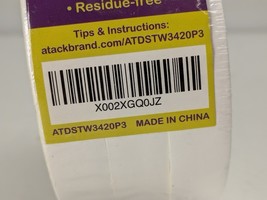 • Residue-free
Tips & Instructions:
atackbrand.com/ATDSTW3420P3
X002XGQ0JZ
ATDSTW3420P3 MADE IN CHINA